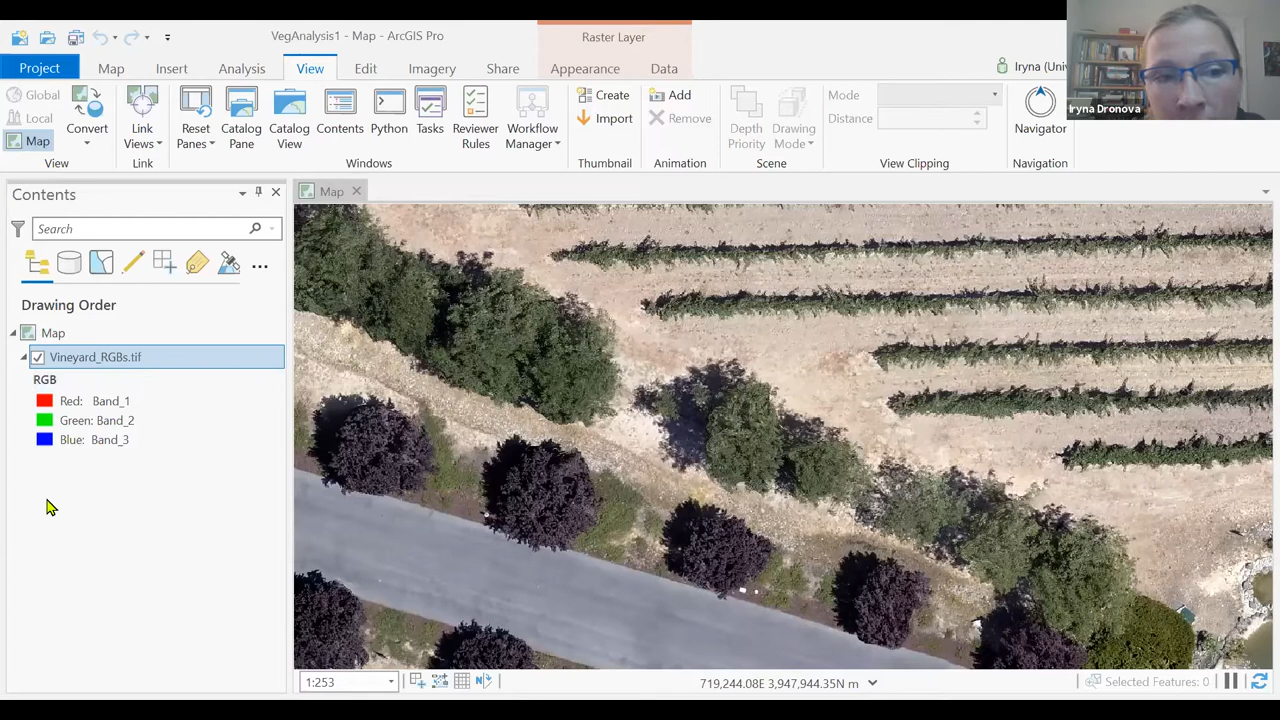 VegAnalysis1 - Map - ArcGIS Pro
Raster Layer
Project
Map
Insert
Analysis
View
Edit
Imagery
Share
Appearance
Data
Iryna (Uni
Iryna Dronova
Global
Local
Map
Convert
View
Link Views
Link
Reset Panes
Catalog Pane
Catalog View
Contents
Python
Tasks
Reviewer Rules
Workflow Manager
Windows
Create
Import
Thumbnail
Add
Remove
Animation
Depth Priority
Drawing Mode
Scene
Mode
Distance
View Clipping
Navigator
Navigation
Contents
Search
Drawing Order
Map
Vineyard_RGBs.tif
RGB
Red: Band_1
Green: Band_2
Blue: Band_3
Map
1:253
719,244.08E 3,947,944.35N m
Selected Features: 0